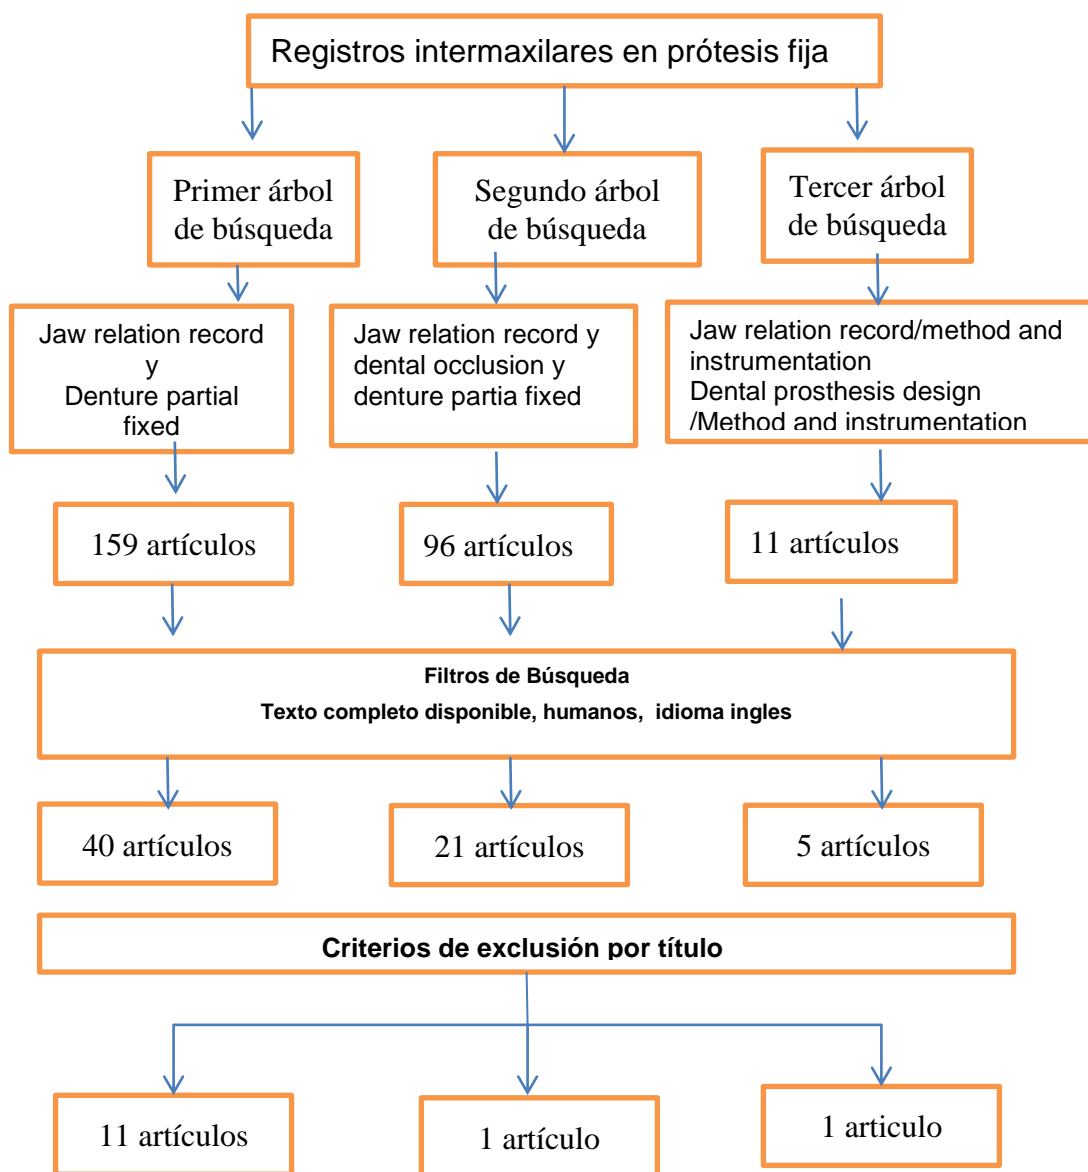 Registros intermaxilares en prótesis fija
Primer árbol
de búsqueda
Segundo árbol
de búsqueda
Tercer árbol
de búsqueda
Jaw relation record
y
Denture partial
fixed
Jaw relation record y
dental occlusion y
denture partia fixed
Jaw relation record/method and
instrumentation
Dental prosthesis design
/Method and instrumentation
159 artículos
96 artículos
11 artículos
Filtros de Búsqueda
Texto completo disponible, humanos, idioma ingles
40 artículos
21 artículos
5 artículos
Criterios de exclusión por título
11 artículos
1 artículo
1 articulo